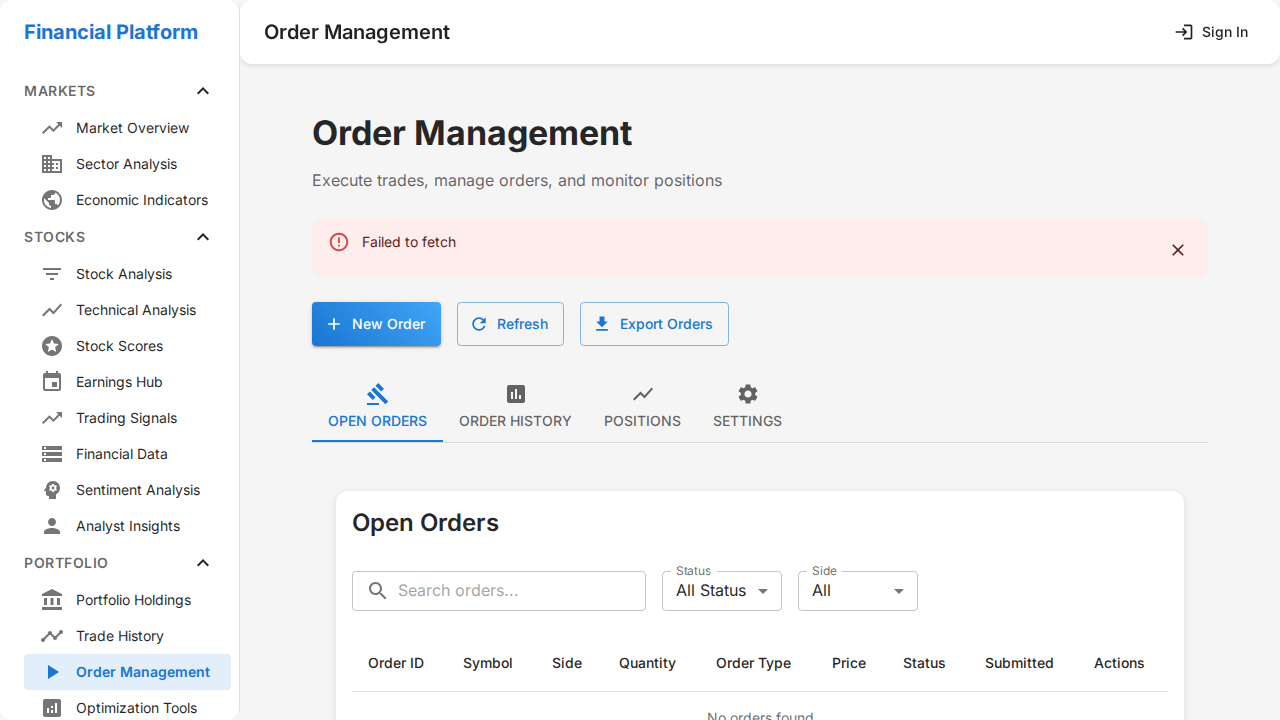 Financial Platform
Order Management
Sign In
MARKETS
Market Overview
Sector Analysis
Economic Indicators
STOCKS
Stock Analysis
Technical Analysis
Stock Scores
Earnings Hub
Trading Signals
Financial Data
Sentiment Analysis
Analyst Insights
PORTFOLIO
Portfolio Holdings
Trade History
Order Management
Optimization Tools
Order Management
Execute trades, manage orders, and monitor positions
Failed to fetch
New Order
Refresh
Export Orders
OPEN ORDERS
ORDER HISTORY
POSITIONS
SETTINGS
Open Orders
Search orders...
Status
All Status
Side
All
Order ID Symbol Side Quantity Order Type Price Status Submitted Actions
No orders found